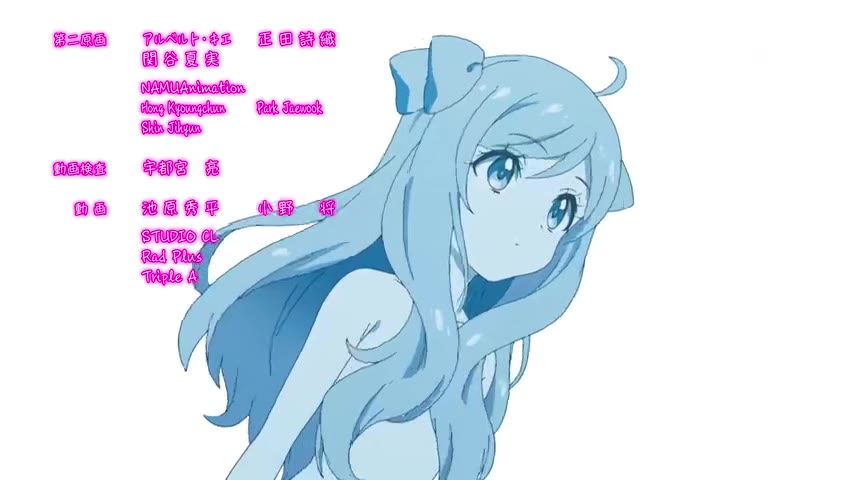 第二原画 アルベルト・キエ 正田詩織
関谷夏実
NAMUAnimation
Hong Kyoungchun Park Jaewook
Shin Jihyun
動画検査 宇都宮 亮
動画 池原秀平 小野 将
STUDIO CL
Rad Plus
Triple A